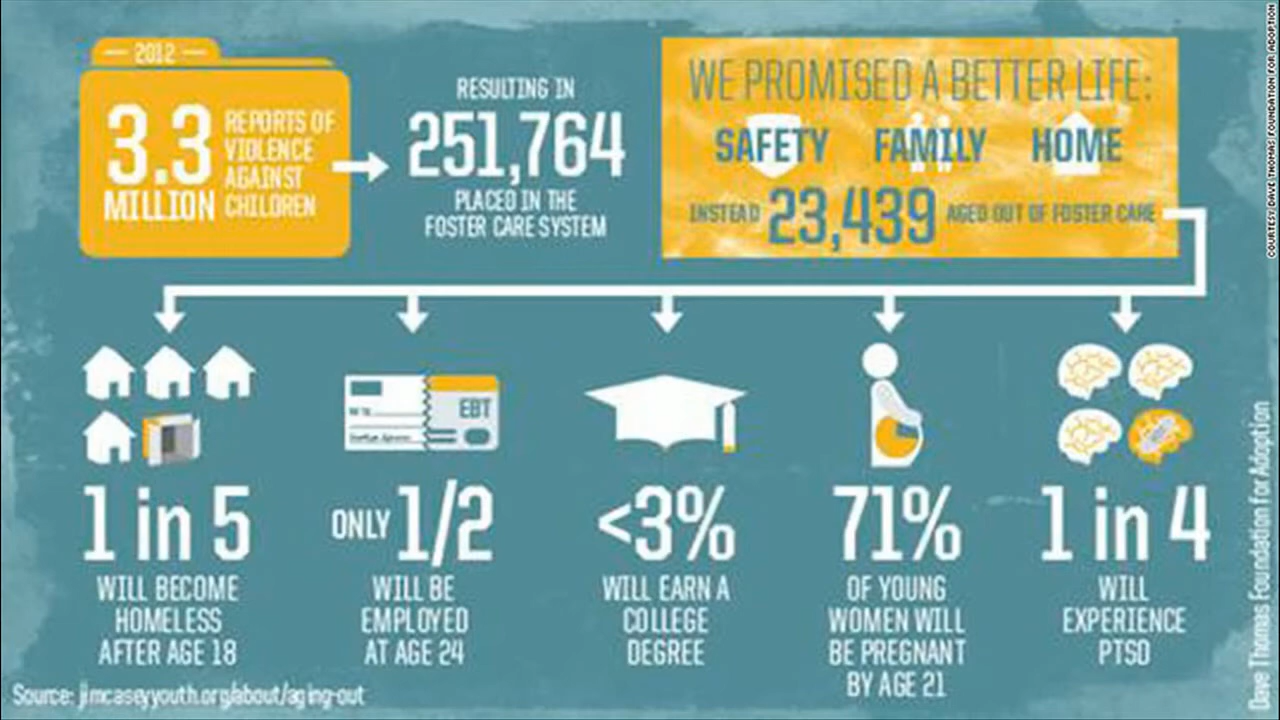 2012
3.3
MILLION
REPORTS OF
VIOLENCE
AGAINST
CHILDREN
RESULTING IN
251,764
PLACED IN THE
FOSTER CARE SYSTEM
WE PROMISED A BETTER LIFE:
SAFETY FAMILY HOME
INSTEAD 23,439 AGED OUT OF FOSTER CARE
1 in 5
WILL BECOME
HOMELESS
AFTER AGE 18
EBT
ONLY 1/2
WILL BE
EMPLOYED
AT AGE 24
<3%
WILL EARN A
COLLEGE
DEGREE
71%
OF YOUNG
WOMEN WILL
BE PREGNANT
BY AGE 21
1 in 4
WILL
EXPERIENCE
PTSD
Source: jimcaseyyouth.org/about/aging-out
COURTESY DAVE THOMAS FOUNDATION FOR ADOPTION
Dave Thomas Foundation for Adoption